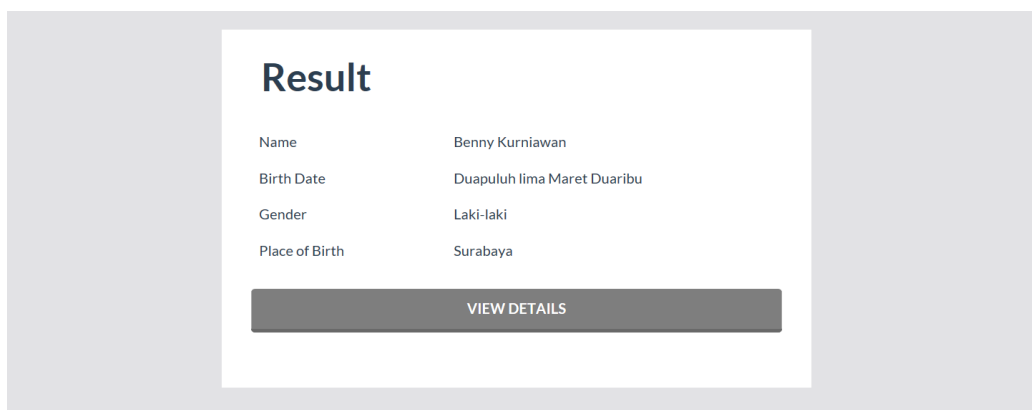 Result
Name Benny Kurniawan
Birth Date Duapuluh lima Maret Duaribu
Gender Laki-laki
Place of Birth Surabaya
VIEW DETAILS